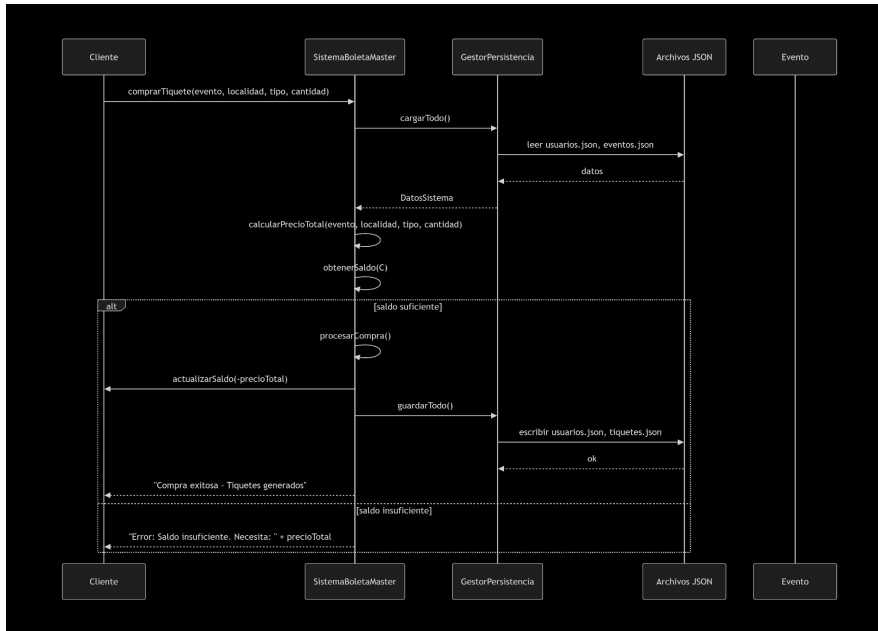 Cliente
SistemaBoletaMaster
GestorPersistencia
Archivos JSON
Evento
comprarTiquete(evento, localidad, tipo, cantidad)
cargarTodo()
leer usuarios.json, eventos.json
datos
DatosSistema
calcularPrecioTotal(evento, localidad, tipo, cantidad)
obtenerSaldo(C)
alt
[saldo suficiente]
procesarCompra()
actualizarSaldo(-precioTotal)
guardarTodo()
escribir usuarios.json, tiquetes.json
ok
"Compra exitosa - Tiquetes generados"
[saldo insuficiente]
"Error: Saldo insuficiente. Necesita: " + precioTotal
Cliente
SistemaBoletaMaster
GestorPersistencia
Archivos JSON
Evento